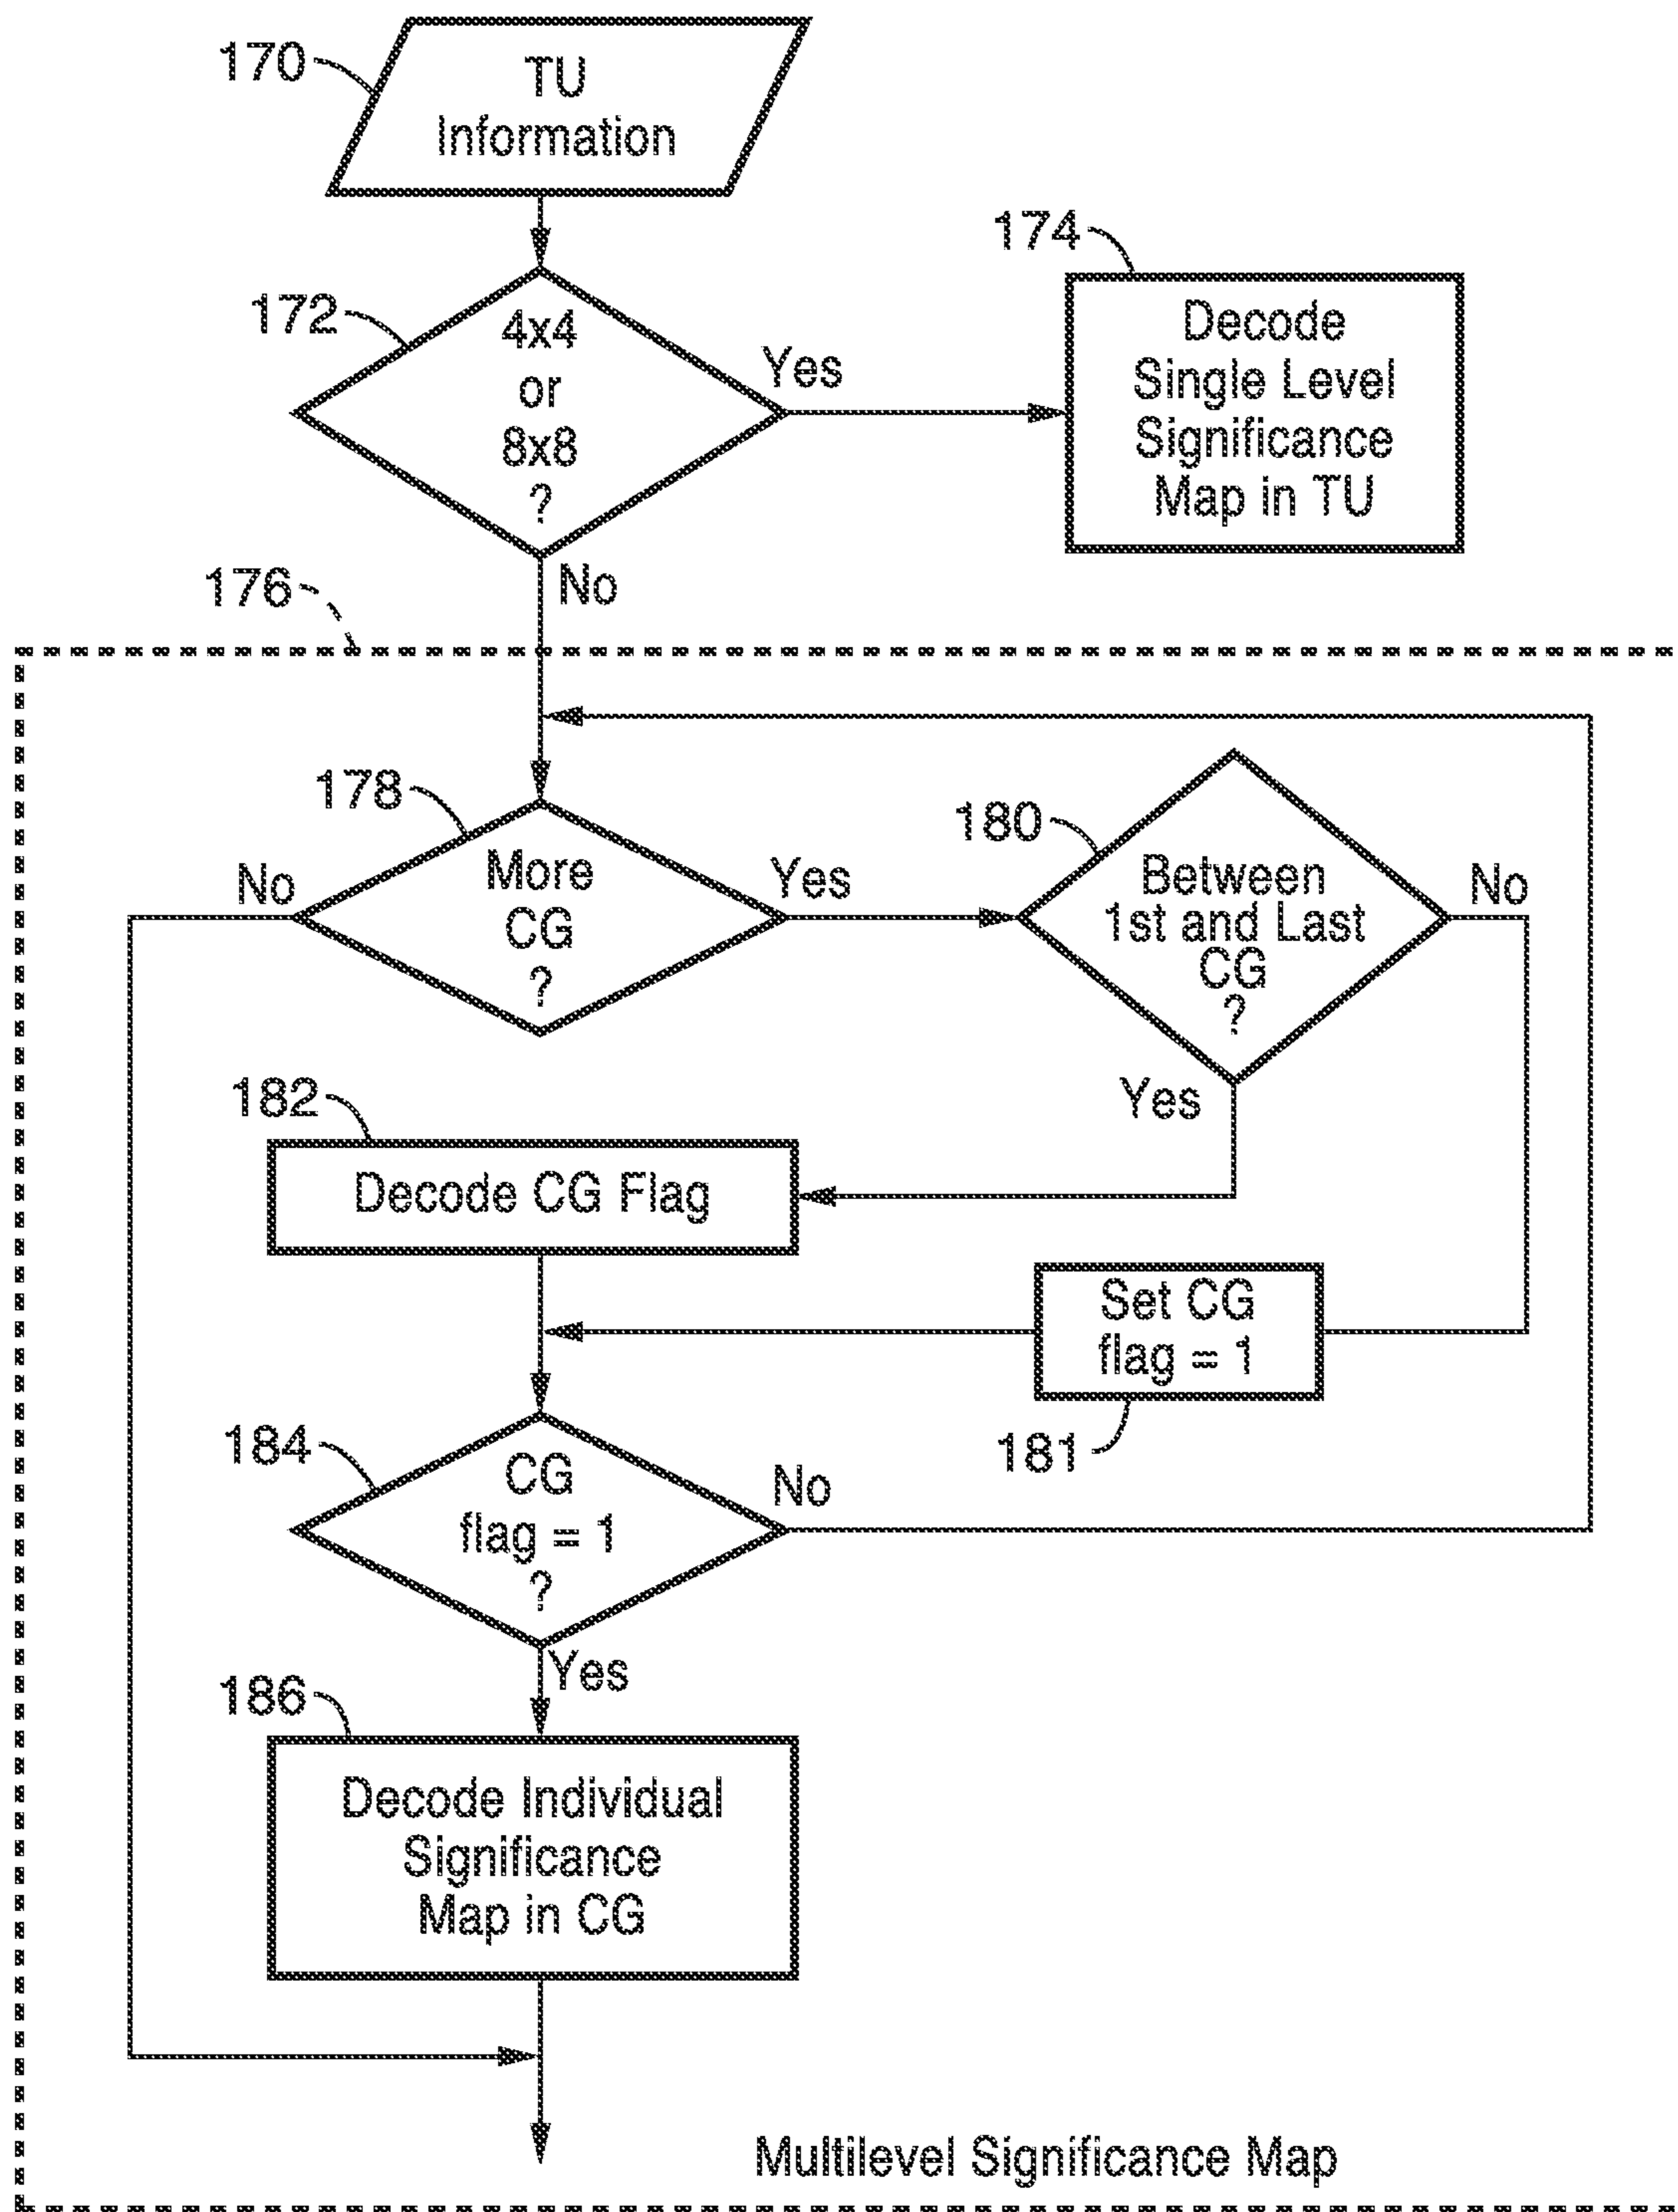 170
TU
Information
174
172
4x4
or
8x8
?
Yes
Decode
Single Level
Significance
Map in TU
No
176
178
More
CG
?
No
Yes
180
Between
1st and Last
CG
?
No
Yes
182
Decode CG Flag
Set CG
flag = 1
181
184
CG
flag = 1
?
No
Yes
186
Decode Individual
Significance
Map in CG
Multilevel Significance Map